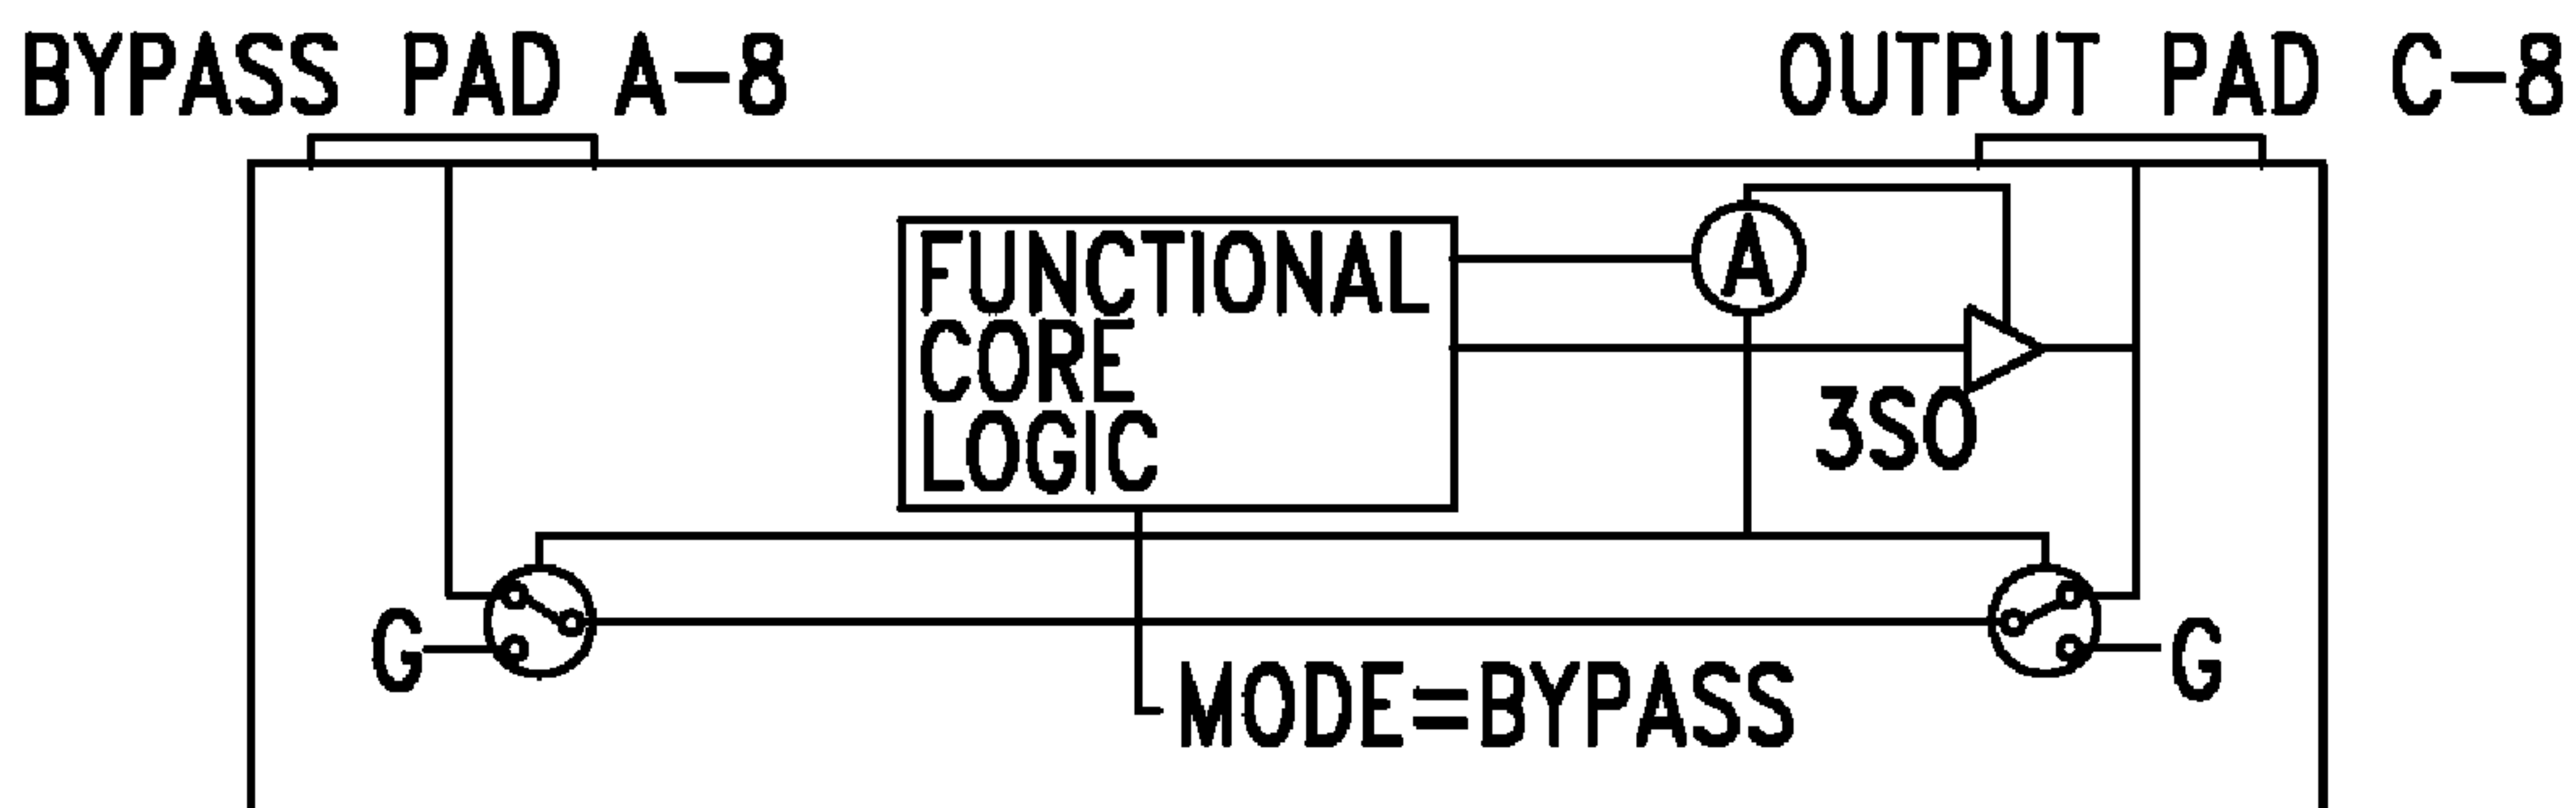 BYPASS PAD A-8
OUTPUT PAD C-8
FUNCTIONAL
CORE
LOGIC
A
3SO
G
G
MODE=BYPASS